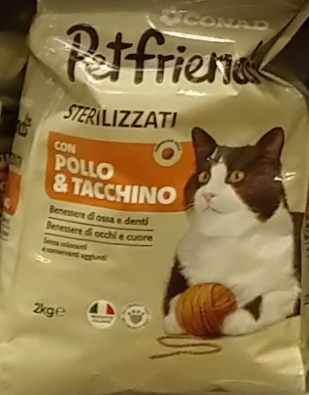 CONAD
Petfriends
STERILIZZATI
CON
POLLO
& TACCHINO
Benessere di ossa e denti
Benessere di occhi e cuore
Senza coloranti
e conservanti aggiunti
2kg℮